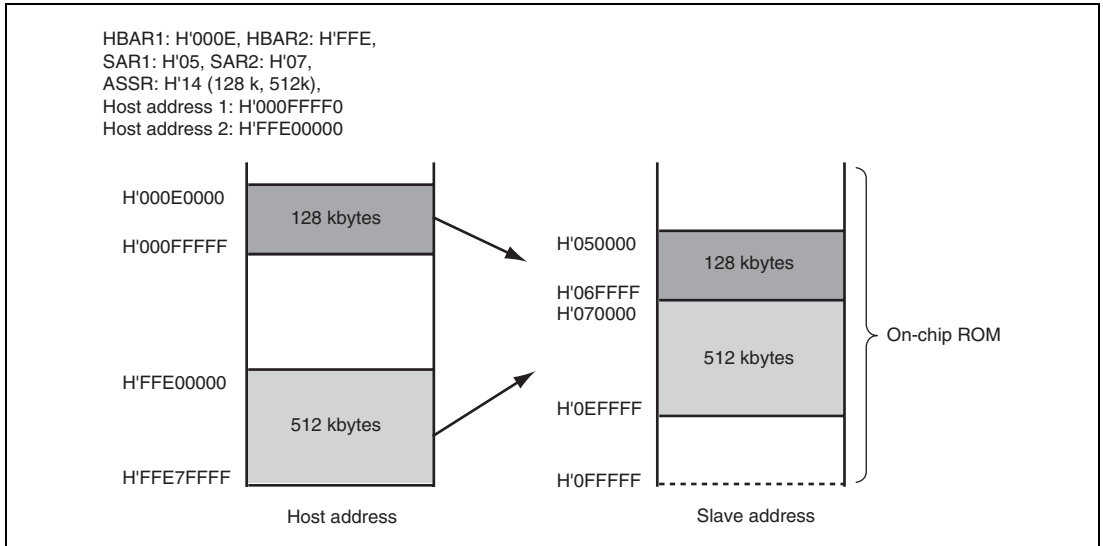 HBAR1: H'000E, HBAR2: H'FFE,
SAR1: H'05, SAR2: H'07,
ASSR: H'14 (128 k, 512k),
Host address 1: H'000FFFF0
Host address 2: H'FFE00000
H'000E0000
128 kbytes
H'000FFFFF
H'FFE00000
512 kbytes
H'FFE7FFFF
Host address
H'050000
128 kbytes
H'06FFFF
H'070000
512 kbytes
H'0EFFFF
H'0FFFFF
Slave address
On-chip ROM